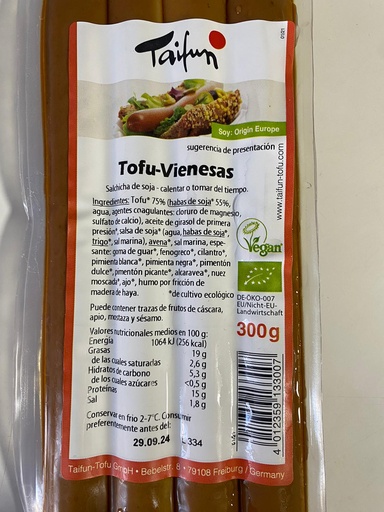 DS21
Taifun
Soy: Origin Europe
sugerencia de presentación
Tofu-Vienesas
Salchicha de soja - calentar o tomar del tiempo.
Ingredientes: Tofu* 75% (habas de soja* 55%,
agua, agentes coagulantes: cloruro de magnesio,
sulfato de calcio), aceite de girasol de primera
presión*, salsa de soja* (agua, habas de soja*,
trigo*, sal marina), avena*, sal marina, espe-
sante: goma de guar*, fenogreco*, cilantro*,
pimienta blanca*, pimienta negra*, pimentón
dulce*, pimentón picante*, alcaravea*, nuez
moscada*, ajo*, humo por fricción de
madera de haya.
*de cultivo ecológico
Puede contener trazas de frutos de cáscara,
apio, mostaza y sésamo.
www.taifun-tofu.com
Vegan
DE-ÖKO-007
EU/Nicht-EU-
Landwirtschaft
300g
Valores nutricionales medios en 100 g:
Energía 1064 kJ (256 kcal)
Grasas 19 g
de las cuales saturadas 2,6 g
Hidratos de carbono 5,3 g
de los cuales azúcares <0,5 g
Proteínas 15 g
Sal 1,8 g
Conservar en frío 2-7°C. Consumir
preferentemente antes del:
29.09.24 L334
4 012359 133007
Taifun-Tofu GmbH • Bebelstr. 8 • 79108 Freiburg / Germany